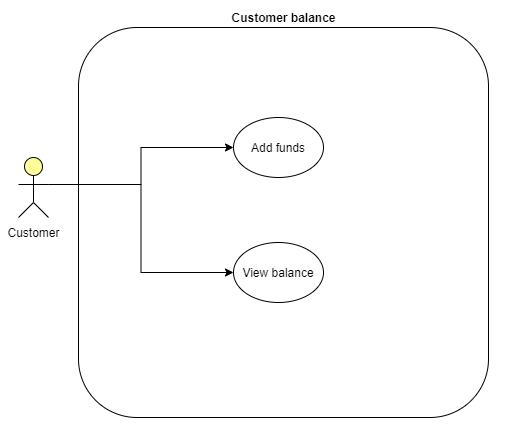 Customer balance
Add funds
Customer
View balance